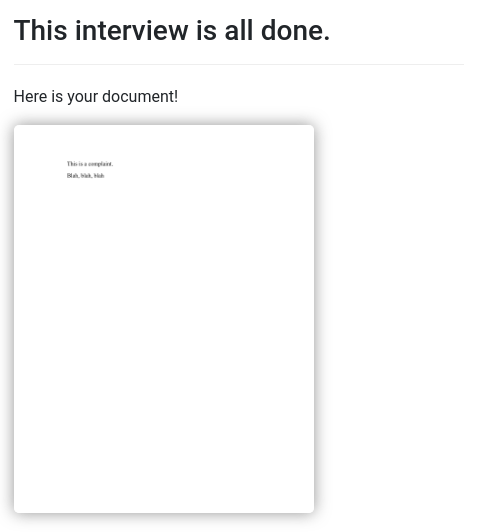 This interview is all done.
Here is your document!
This is a complaint.
Blah, blah, blah